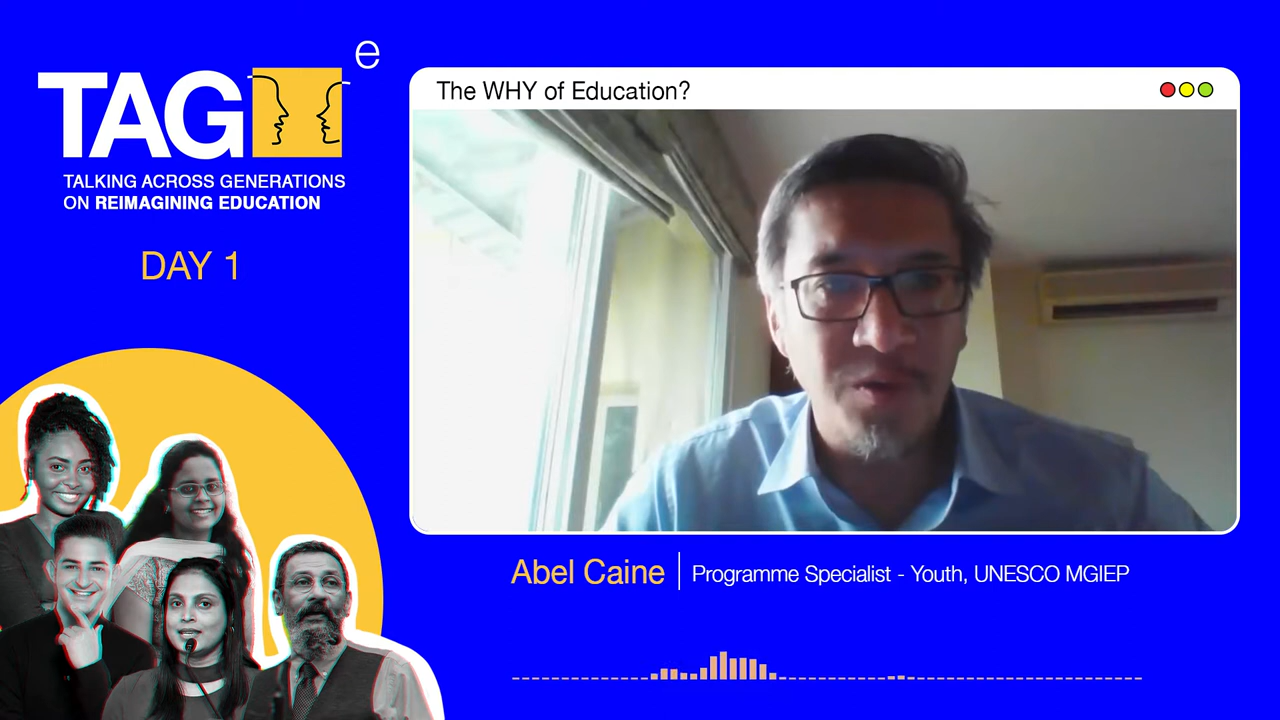 e
TAG
TALKING ACROSS GENERATIONS
ON REIMAGINING EDUCATION
DAY 1
The WHY of Education?
Abel Caine
Programme Specialist - Youth, UNESCO MGIEP